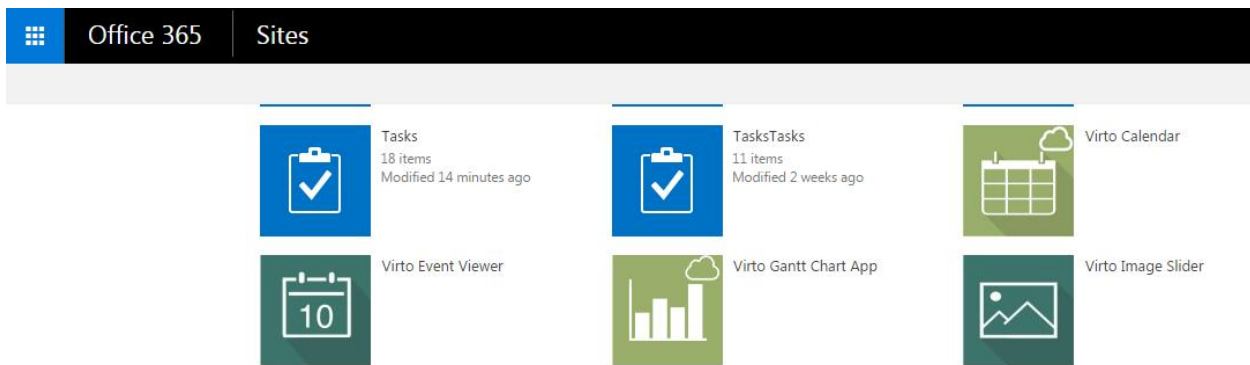 Office 365
Sites
Tasks
18 items
Modified 14 minutes ago
TasksTasks
11 items
Modified 2 weeks ago
Virto Calendar
10
Virto Event Viewer
Virto Gantt Chart App
Virto Image Slider